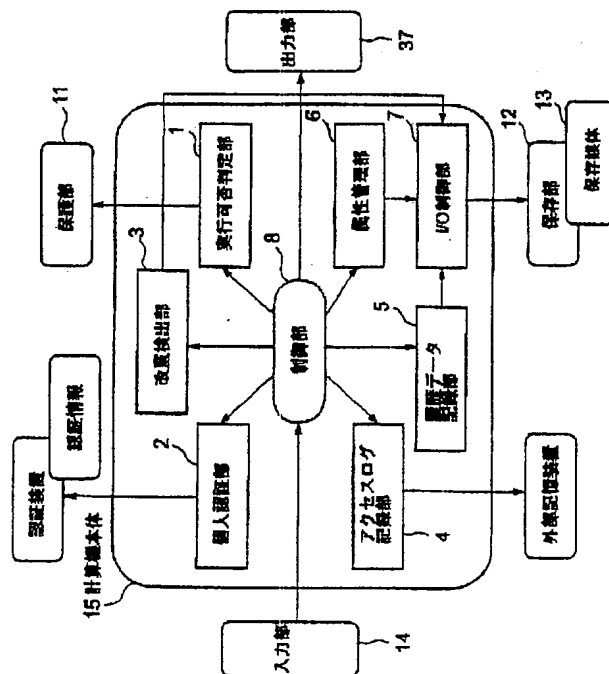 認証装置
認証情報
保護部
11
15 計算機本体
2
個人認証部
3
改竄検出部
1
実行可否判定部
入力部
14
制御部
8
出力部
37
4
アクセスログ
記録部
5
履歴データ
記録部
6
属性管理部
7
I/O制御部
外部記憶装置
12
保存部
13
保存媒体